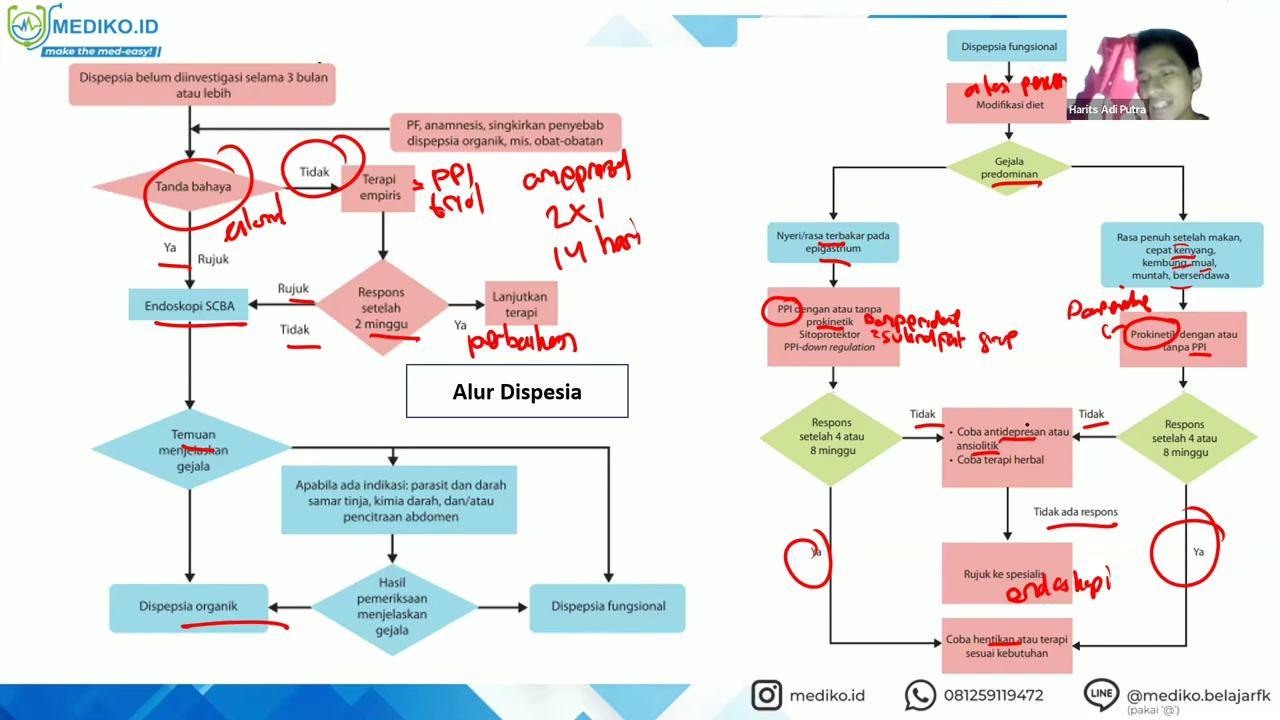 MEDIKO.ID
make the med-easy!
Dispepsia belum diinvestigasi selama 3 bulan
atau lebih
PF, anamnesis, singkirkan penyebab
dispepsia organik, mis. obat-obatan
Tanda bahaya
Tidak
Terapi
empiris
PPI
trial
omeprazol
2x1
14 hari
alarm
Ya
Rujuk
Endoskopi SCBA
Rujuk
Tidak
Respons
setelah
2 minggu
Ya
Lanjutkan
terapi
perbaikan
Alur Dispesia
Temuan
menjelaskan
gejala
Apabila ada indikasi: parasit dan darah
samar tinja, kimia darah, dan/atau
pencitraan abdomen
Dispepsia organik
Hasil
pemeriksaan
menjelaskan
gejala
Dispepsia fungsional
Dispepsia fungsional
Modifikasi diet
Harits Adi Putra
Gejala
predominan
Nyeri/rasa terbakar pada
epigastrium
Rasa penuh setelah makan,
cepat kenyang,
kembung mual,
muntah, bersendawa
PPI dengan atau tanpa
prokinetik
Sitoprotektor
PPI-down regulation
Domperidone
Prokinetik dengan atau
tanpa PPI
Respons
setelah 4 atau
8 minggu
Tidak
Coba antidepresan atau
ansiolitik
Coba terapi herbal
Tidak
Respons
setelah 4 atau
8 minggu
Tidak ada respons
Ya
Rujuk ke spesialis
endoskopi
Ya
Coba hentikan atau terapi
sesuai kebutuhan
mediko.id
081259119472
LINE
@mediko.belajarfk
(pakai '@')